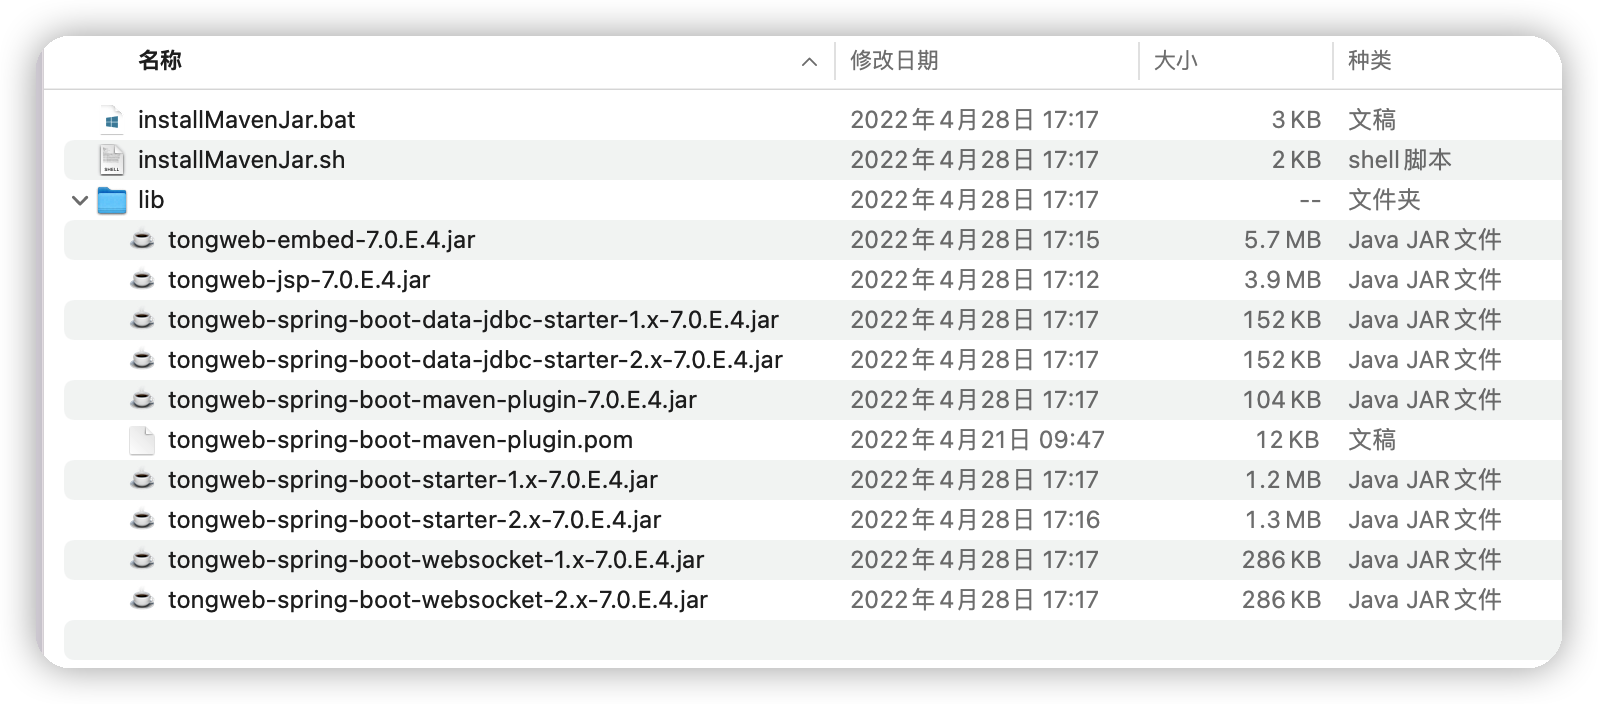 名称 修改日期 大小 种类
installMavenJar.bat 2022年4月28日 17:17 3 KB 文稿
SHELL installMavenJar.sh 2022年4月28日 17:17 2 KB shell脚本
lib 2022年4月28日 17:17 -- 文件夹
tongweb-embed-7.0.E.4.jar 2022年4月28日 17:15 5.7 MB Java JAR文件
tongweb-jsp-7.0.E.4.jar 2022年4月28日 17:12 3.9 MB Java JAR文件
tongweb-spring-boot-data-jdbc-starter-1.x-7.0.E.4.jar 2022年4月28日 17:17 152 KB Java JAR文件
tongweb-spring-boot-data-jdbc-starter-2.x-7.0.E.4.jar 2022年4月28日 17:17 152 KB Java JAR文件
tongweb-spring-boot-maven-plugin-7.0.E.4.jar 2022年4月28日 17:17 104 KB Java JAR文件
tongweb-spring-boot-maven-plugin.pom 2022年4月21日 09:47 12 KB 文稿
tongweb-spring-boot-starter-1.x-7.0.E.4.jar 2022年4月28日 17:17 1.2 MB Java JAR文件
tongweb-spring-boot-starter-2.x-7.0.E.4.jar 2022年4月28日 17:16 1.3 MB Java JAR文件
tongweb-spring-boot-websocket-1.x-7.0.E.4.jar 2022年4月28日 17:17 286 KB Java JAR文件
tongweb-spring-boot-websocket-2.x-7.0.E.4.jar 2022年4月28日 17:17 286 KB Java JAR文件